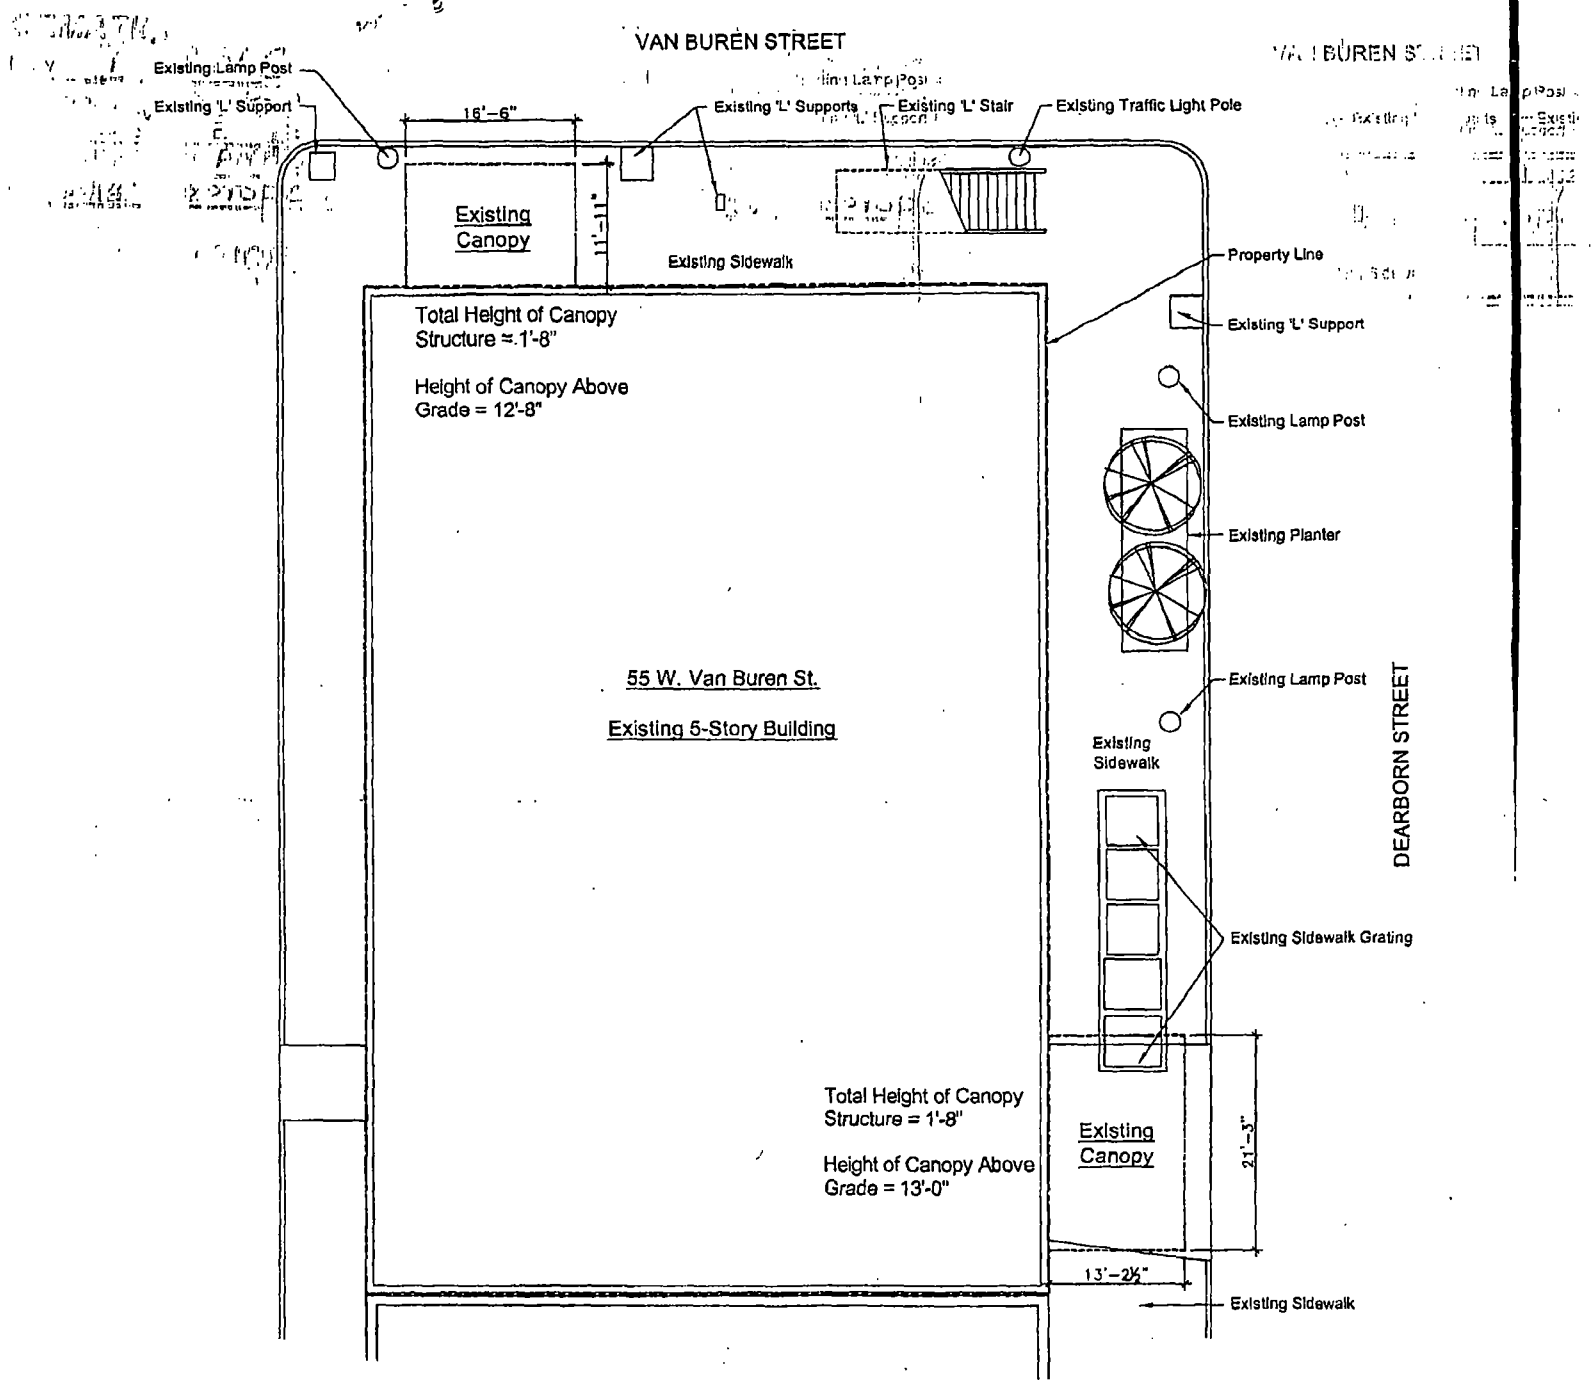 VAN BUREN STREET
Existing Lamp Post
Existing 'L' Support
16'-6"
Existing 'L' Supports
Existing 'L' Stair
Existing Traffic Light Pole
Existing
Canopy
11'-11"
Existing Sidewalk
Property Line
Total Height of Canopy
Structure = 1'-8"
Height of Canopy Above
Grade = 12'-8"
Existing 'L' Support
Existing Lamp Post
Existing Planter
55 W. Van Buren St.
Existing 5-Story Building
Existing Lamp Post
Existing
Sidewalk
DEARBORN STREET
Existing Sidewalk Grating
Total Height of Canopy
Structure = 1'-8"
Height of Canopy Above
Grade = 13'-0"
Existing
Canopy
21'-3"
13'-2½"
Existing Sidewalk